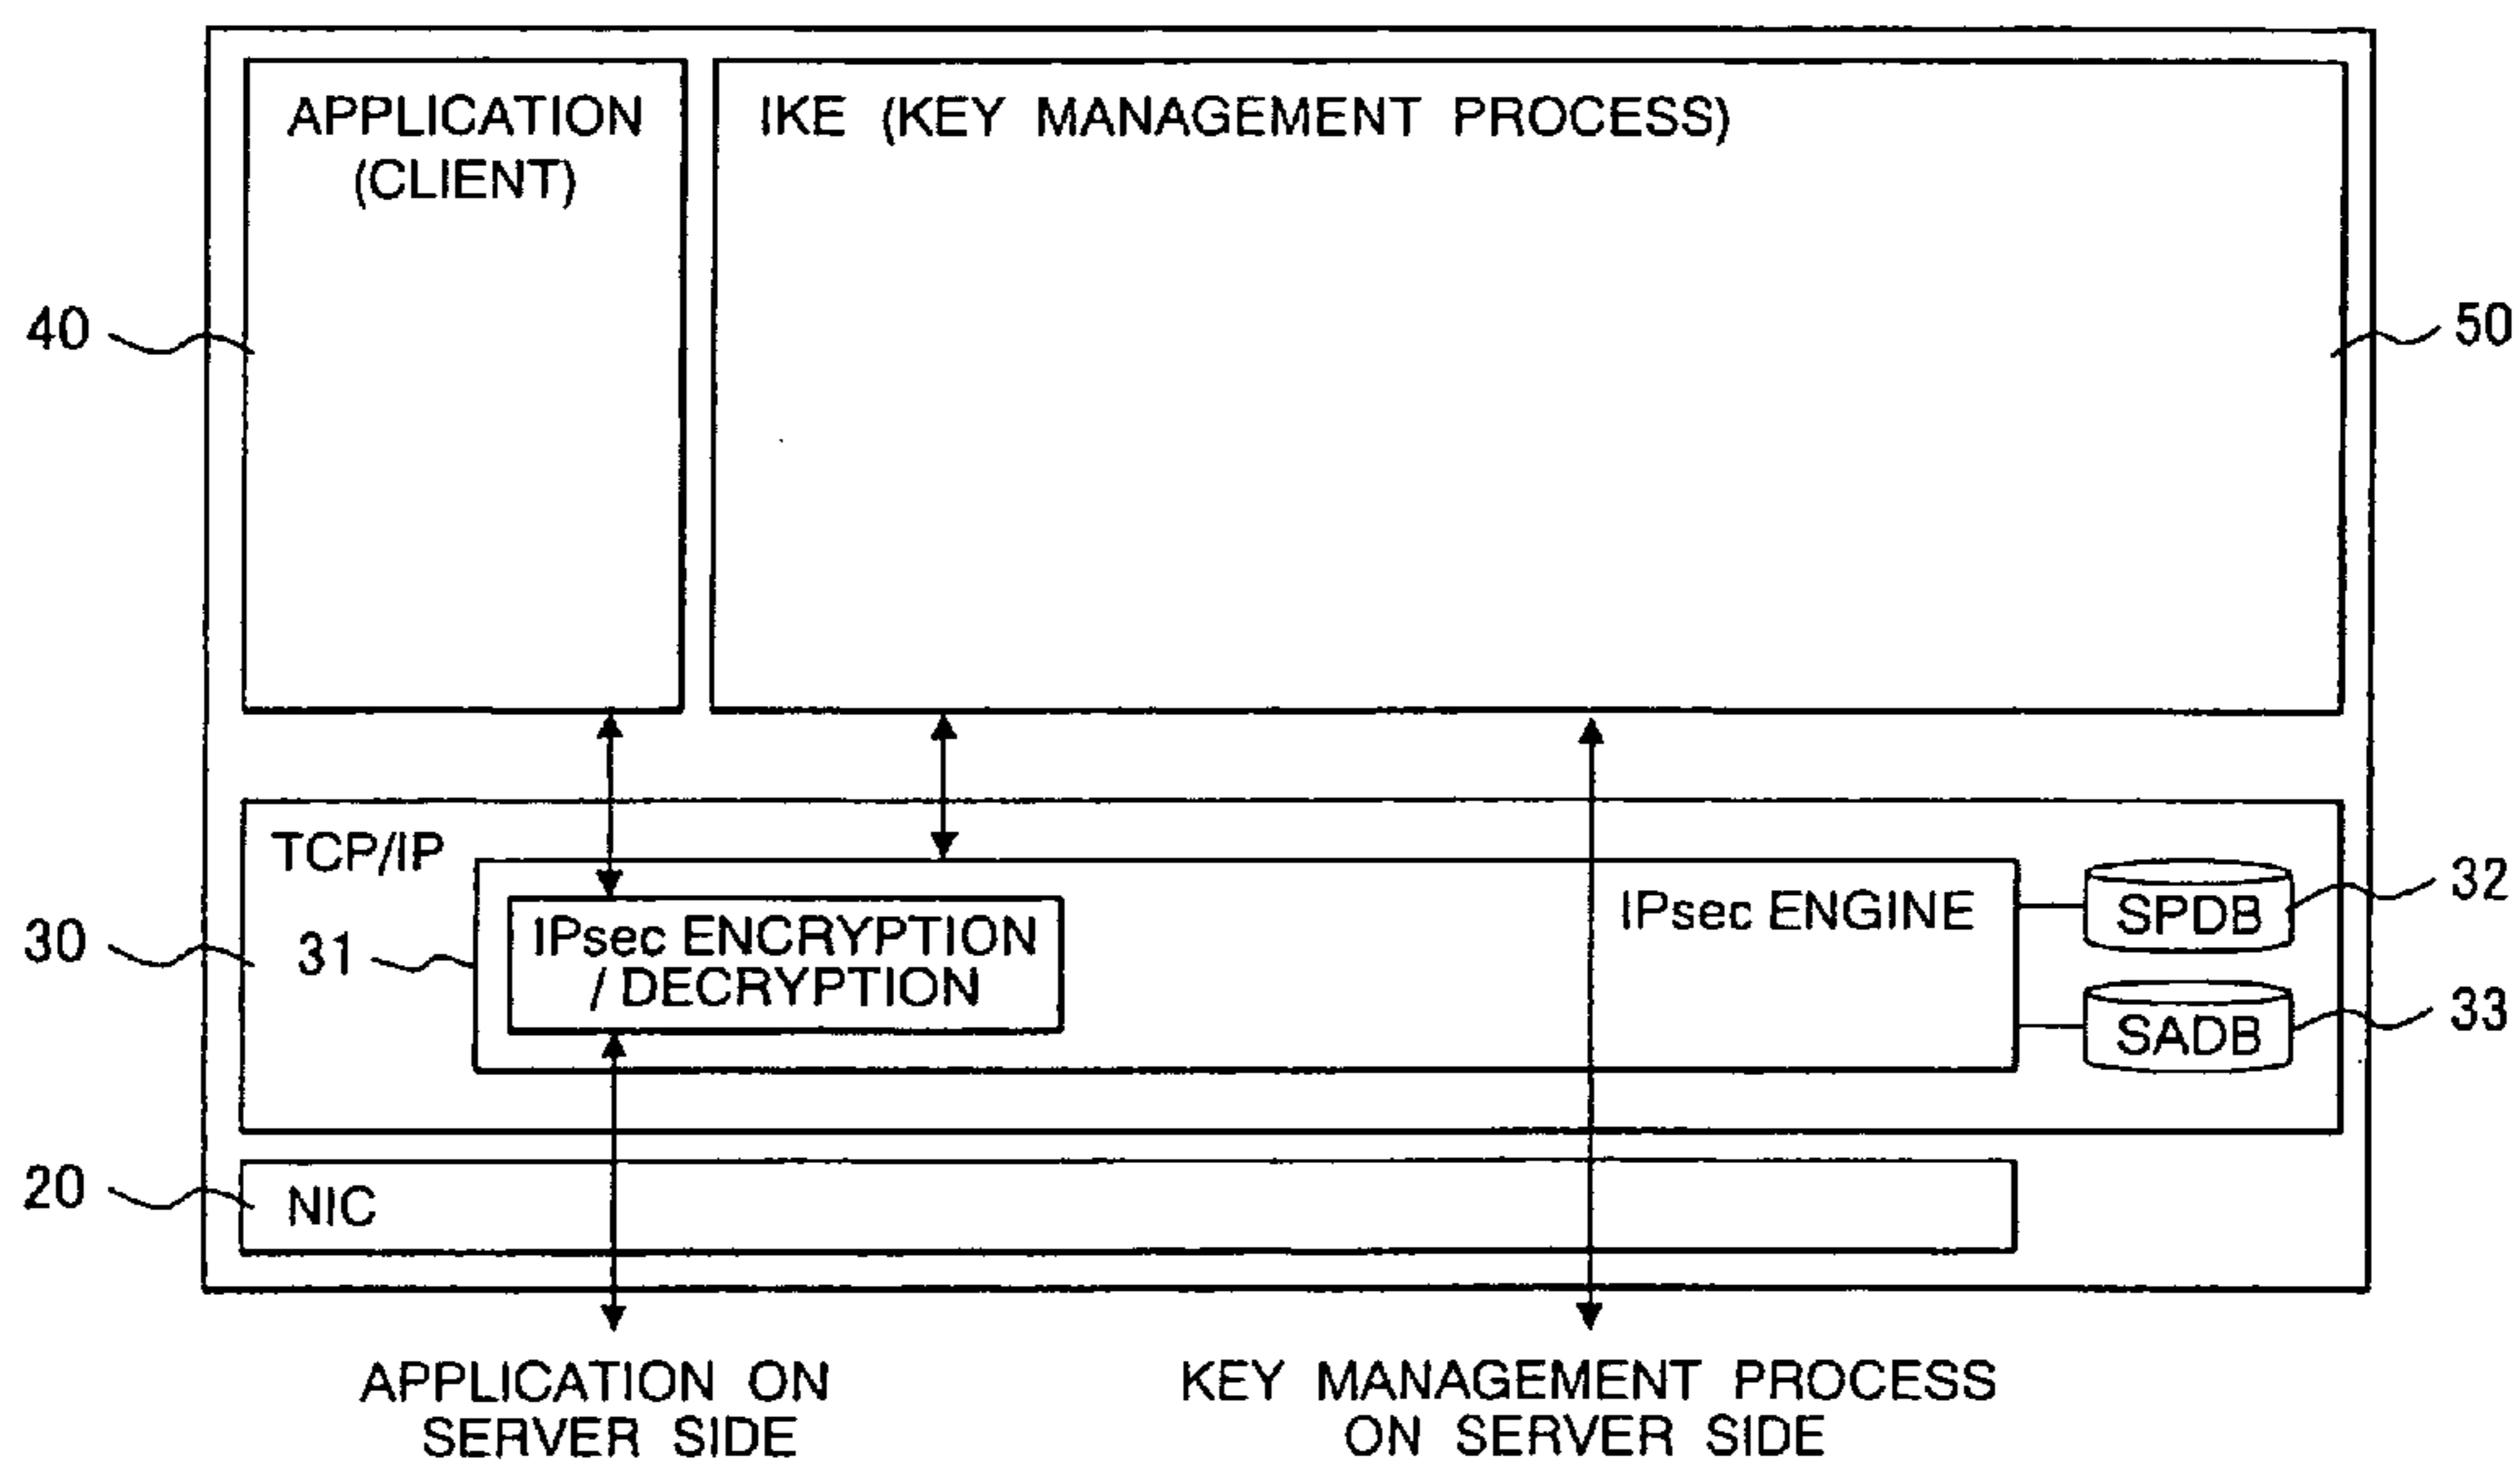 APPLICATION
(CLIENT)
IKE (KEY MANAGEMENT PROCESS)
40
50
TCP/IP
30
31
IPsec ENCRYPTION
/ DECRYPTION
IPsec ENGINE
SPDB
32
SADB
33
20
NIC
APPLICATION ON
SERVER SIDE
KEY MANAGEMENT PROCESS
ON SERVER SIDE